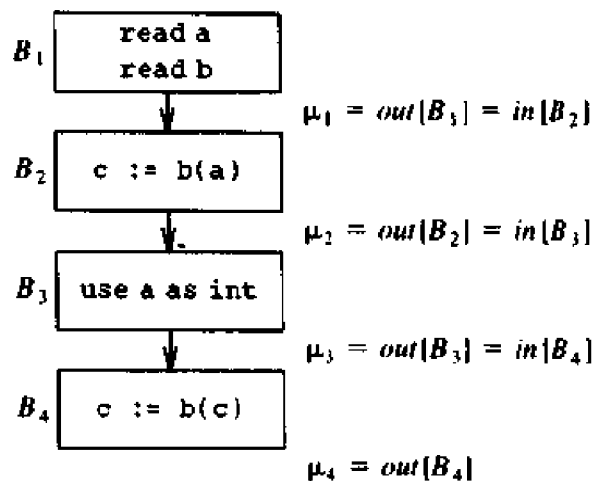 B₁
read a
read b
μ₁ = out[B₁] = in[B₂]
B₂
c := b(a)
μ₂ = out[B₂] = in[B₃]
B₃
use a as int
μ₃ = out[B₃] = in[B₄]
B₄
c := b(c)
μ₄ = out[B₄]